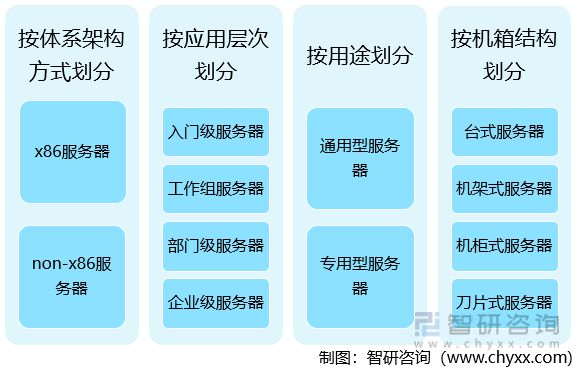 按体系架构
方式划分
x86服务器
non-x86服
务器
按应用层次
划分
入门级服务器
工作组服务器
部门级服务器
企业级服务器
按用途划分
通用型服务
器
专用型服务
器
按机箱结构
划分
台式服务器
机架式服务器
机柜式服务器
刀片式服务器
智研咨询
www.chyxx.com
制图：智研咨询（www.chyxx.com）